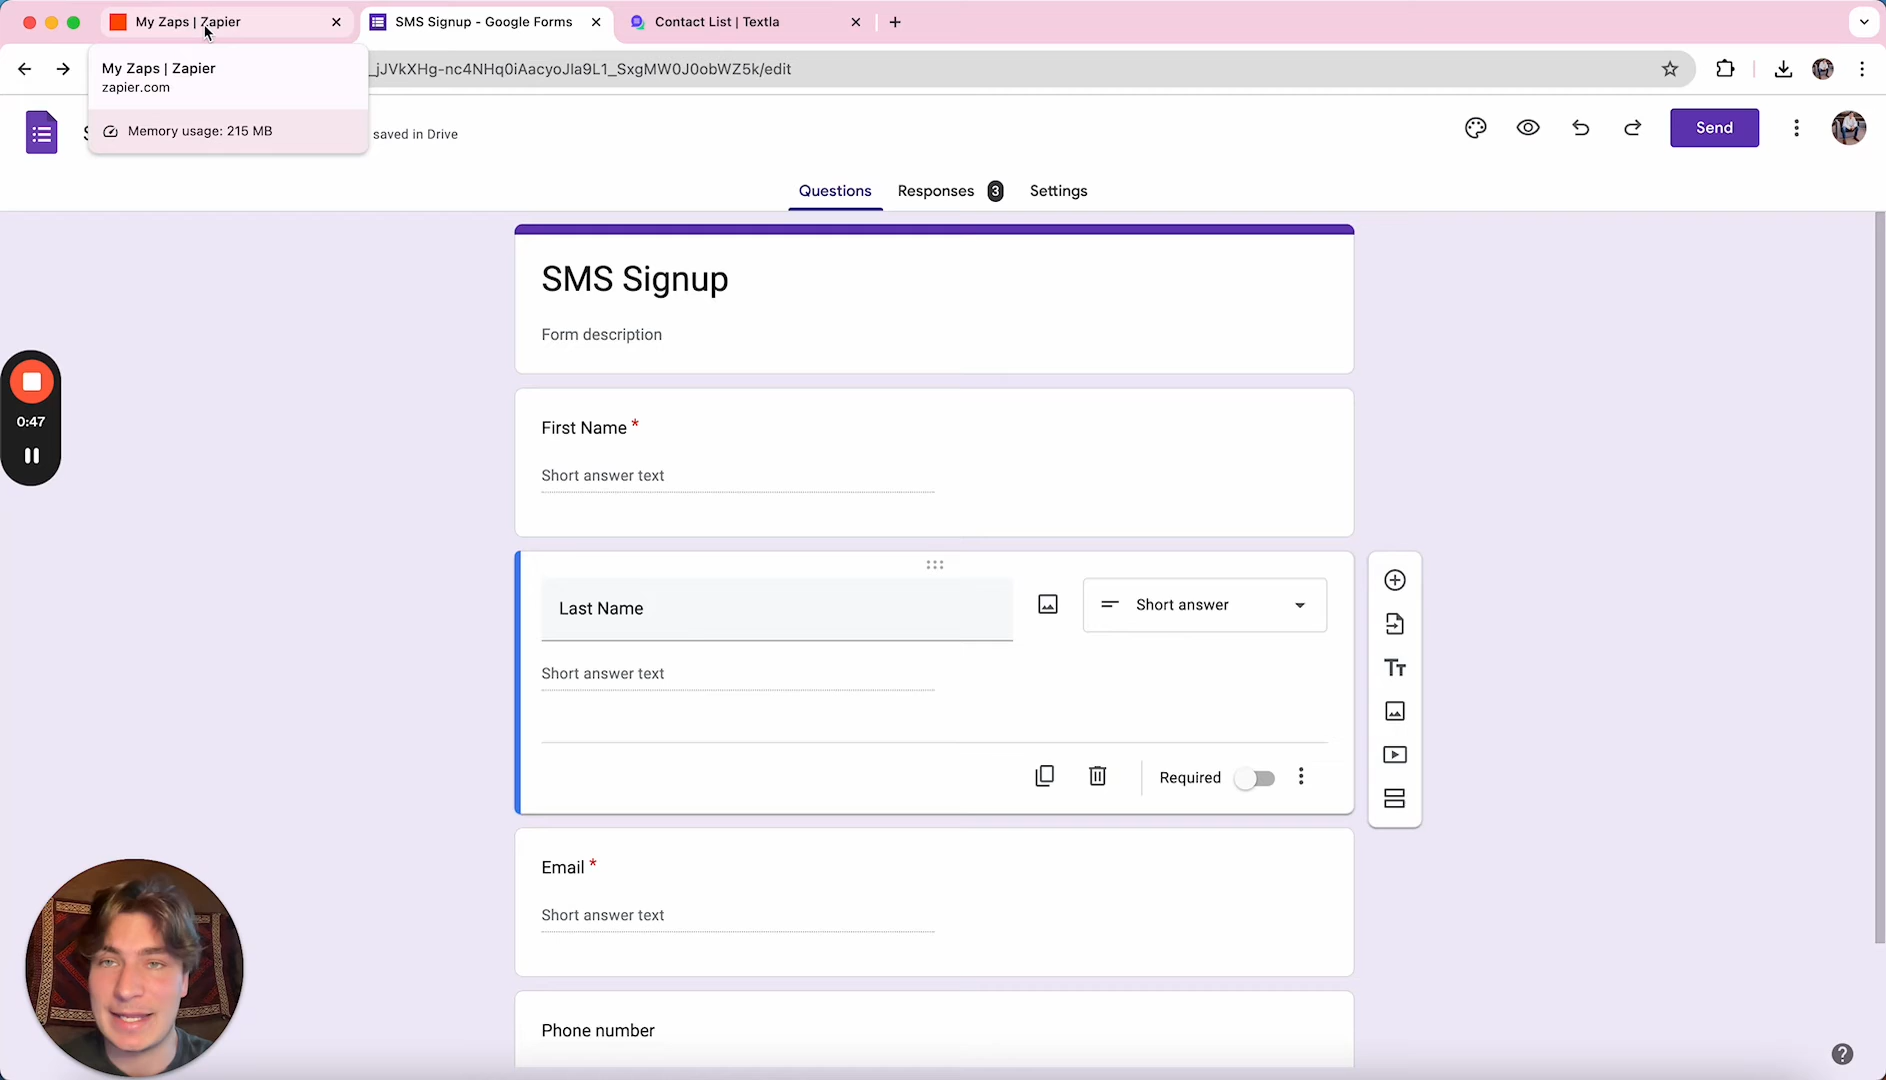 My Zaps | Zapier
SMS Signup - Google Forms
Contact List | Textla
My Zaps | Zapier
zapier.com
Memory usage: 215 MB
_jJVkXHg-nc4NHq0iAacyoJla9L1_SxgMW0J0obWZ5k/edit
S
saved in Drive
Send
Questions
Responses 3
Settings
SMS Signup
Form description
0:47
First Name *
Short answer text
Last Name
Short answer
Short answer text
Tт
Required
Email *
Short answer text
Phone number
?